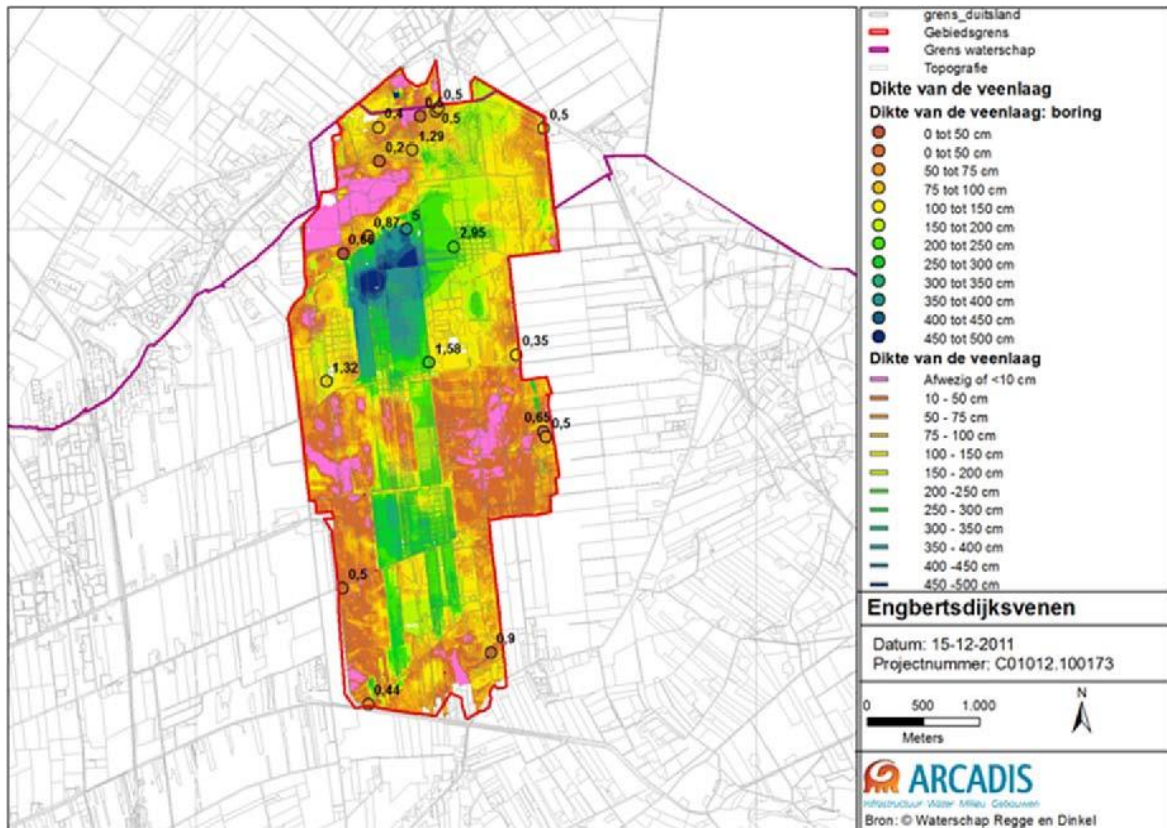 0,5
0,5
0,5
0,4
0,5
1,29
0,2
0,87
5
2,95
0,35
1,58
1,32
0,65
0,5
0,5
0,9
0,44
grens_duitsland
Gebiedsgrens
Grens waterschap
Topografie
Dikte van de veenlaag
Dikte van de veenlaag: boring
0 tot 50 cm
0 tot 50 cm
50 tot 75 cm
75 tot 100 cm
100 tot 150 cm
150 tot 200 cm
200 tot 250 cm
250 tot 300 cm
300 tot 350 cm
350 tot 400 cm
400 tot 450 cm
450 tot 500 cm
Dikte van de veenlaag
Afwezig of <10 cm
10 - 50 cm
50 - 75 cm
75 - 100 cm
100 - 150 cm
150 - 200 cm
200 -250 cm
250 - 300 cm
300 - 350 cm
350 - 400 cm
400 -450 cm
450 -500 cm
Engbertsdijksvenen
Datum: 15-12-2011
Projectnummer: C01012.100173
0 500 1.000
Meters
N
ARCADIS
Infrastructuur Water Milieu Gebouwen
Bron: © Waterschap Regge en Dinkel